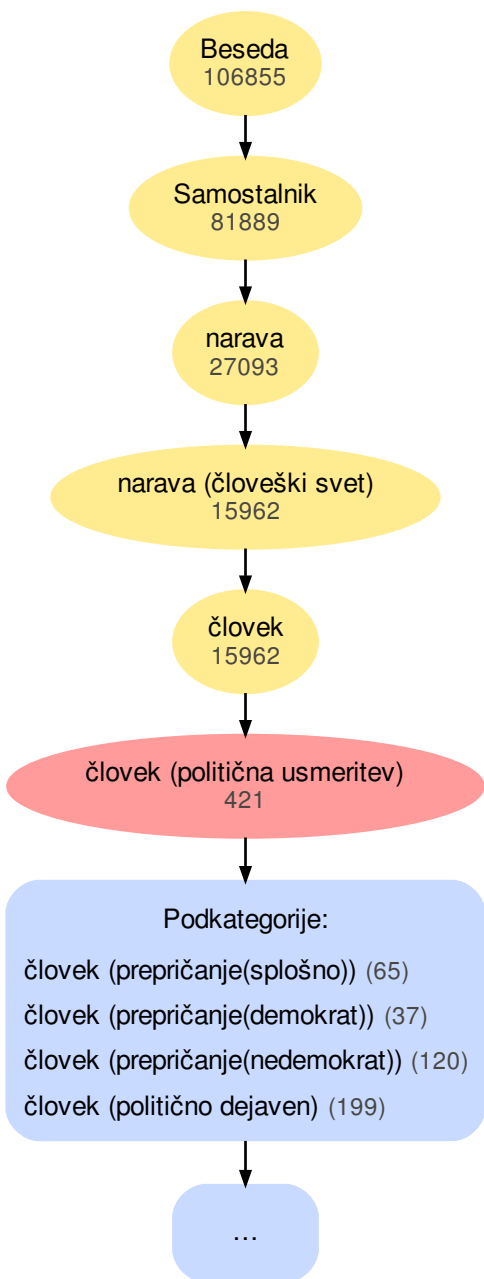 Beseda
106855
Samostalnik
81889
narava
27093
narava (človeški svet)
15962
človek
15962
človek (politična usmeritev)
421
Podkategorije:
človek (prepričanje(splošno)) (65)
človek (prepričanje(demokrat)) (37)
človek (prepričanje(nedemokrat)) (120)
človek (politično dejaven) (199)
...